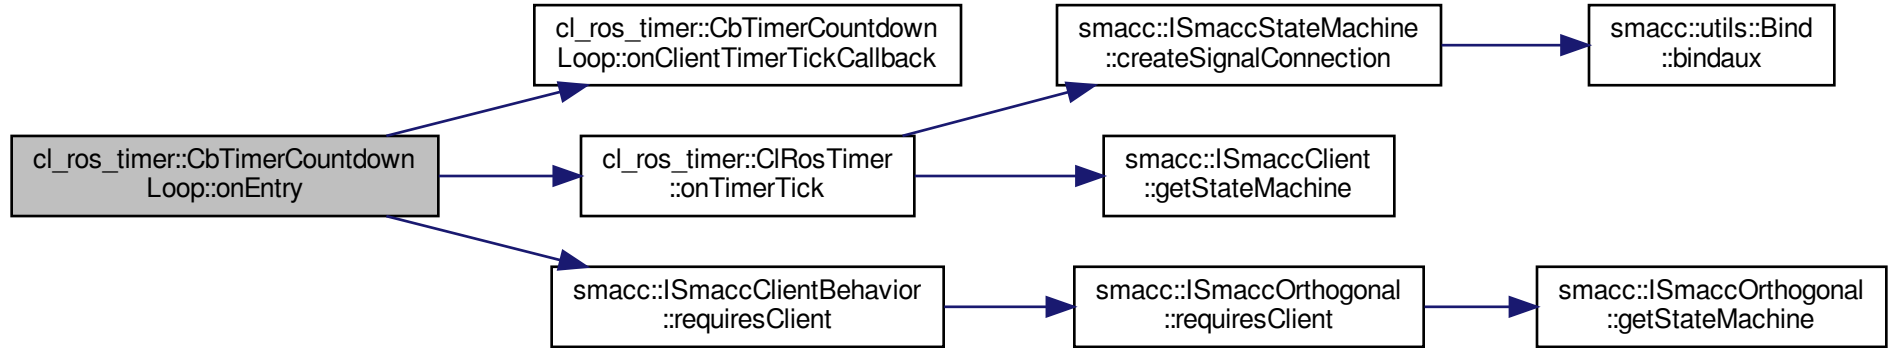 cl_ros_timer::CbTimerCountdown
Loop::onEntry
cl_ros_timer::CbTimerCountdown
Loop::onClientTimerTickCallback
cl_ros_timer::ClRosTimer
::onTimerTick
smacc::ISmaccClientBehavior
::requiresClient
smacc::ISmaccStateMachine
::createSignalConnection
smacc::ISmaccClient
::getStateMachine
smacc::ISmaccOrthogonal
::requiresClient
smacc::utils::Bind
::bindaux
smacc::ISmaccOrthogonal
::getStateMachine